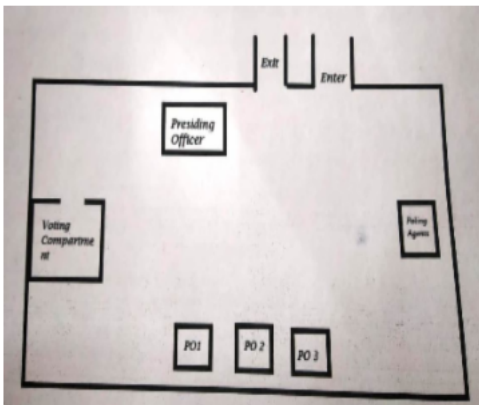 Exit
Enter
Presiding
Officer
Voting
Compartme
nt
Poling
Agents
PO1
PO 2
PO 3